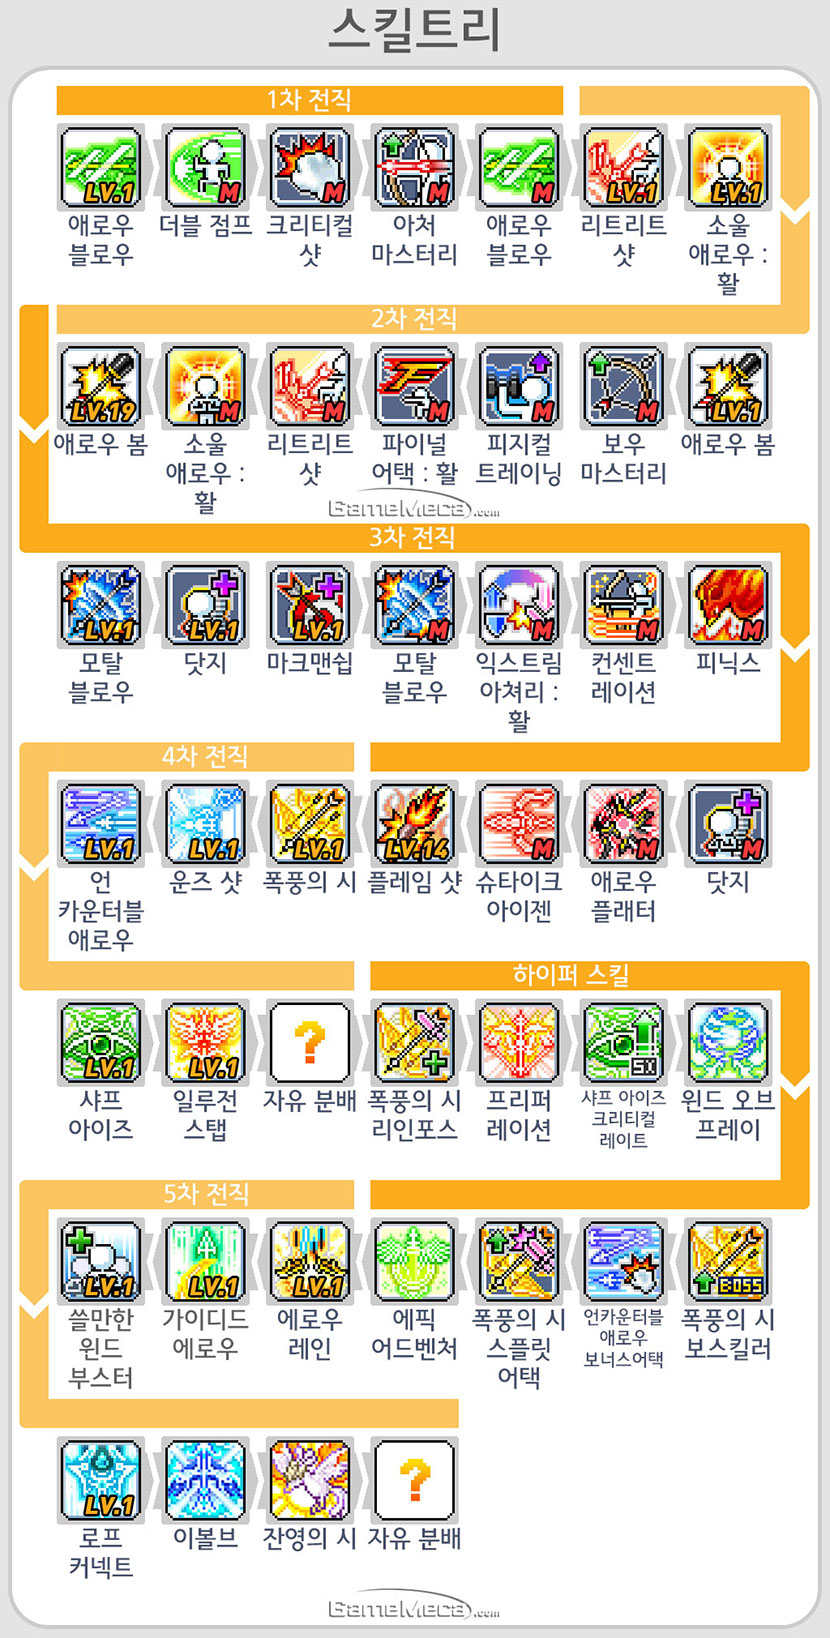 스킬트리
1차 전직
LV.1 M M M M LV.1 LV.1
애로우 블로우
더블 점프
크리티컬 샷
아처 마스터리
애로우 블로우
리트리트 샷
소울 애로우 : 활
2차 전직
LV.19 M M M M M LV.1
애로우 봄
소울 애로우 : 활
리트리트 샷
파이널 어택 : 활
피지컬 트레이닝
보우 마스터리
애로우 봄
GameMeca.com
3차 전직
LV.1 LV.1 LV.1 M M M M
모탈 블로우
닷지
마크맨쉽
모탈 블로우
익스트림 아쳐리 : 활
컨센트레이션
피닉스
4차 전직
LV.1 LV.1 LV.1 LV.14 M M M
언카운터블 애로우
운즈 샷
폭풍의 시
플레임 샷
슈타이크 아이젠
애로우 플래터
닷지
하이퍼 스킬
LV.1 LV.1 ? 50
샤프 아이즈
일루전 스탭
자유 분배
폭풍의 시 리인포스
프리퍼레이션
샤프 아이즈 크리티컬 레이트
윈드 오브 프레이
5차 전직
LV.1 LV.1 LV.1 BOSS
쓸만한 윈드 부스터
가이디드 에로우
에로우 레인
에픽 어드벤처
폭풍의 시 스플릿 어택
언카운터블 애로우 보너스어택
폭풍의 시 보스킬러
LV.1 ?
로프 커넥트
이볼브
잔영의 시
자유 분배
GameMeca.com